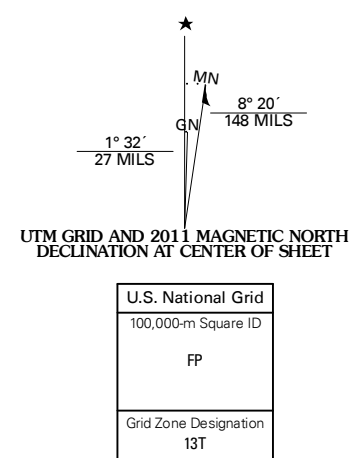 MN
8° 20´
148 MILS
GN
1° 32´
27 MILS
UTM GRID AND 2011 MAGNETIC NORTH
DECLINATION AT CENTER OF SHEET
U.S. National Grid
100,000-m Square ID
FP
Grid Zone Designation
13T